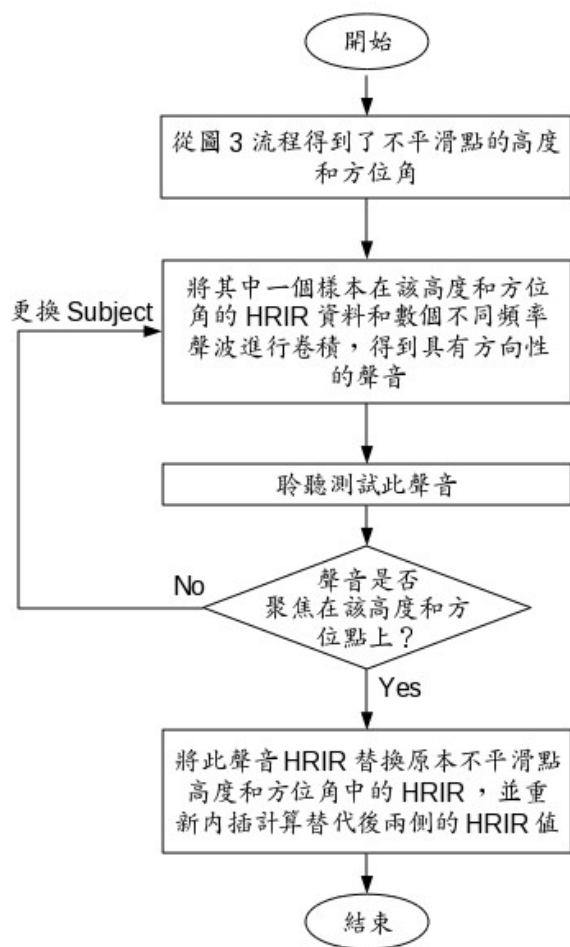 開始
從圖 3 流程得到了不平滑點的高度
和方位角
更換 Subject
將其中一個樣本在該高度和方位
角的 HRIR 資料和數個不同頻率
聲波進行卷積，得到具有方向性
的聲音
聆聽測試此聲音
No
聲音是否
聚焦在該高度和方
位點上？
Yes
將此聲音 HRIR 替換原本不平滑點
高度和方位角中的 HRIR，並重
新內插計算替代後兩側的 HRIR 值
結束